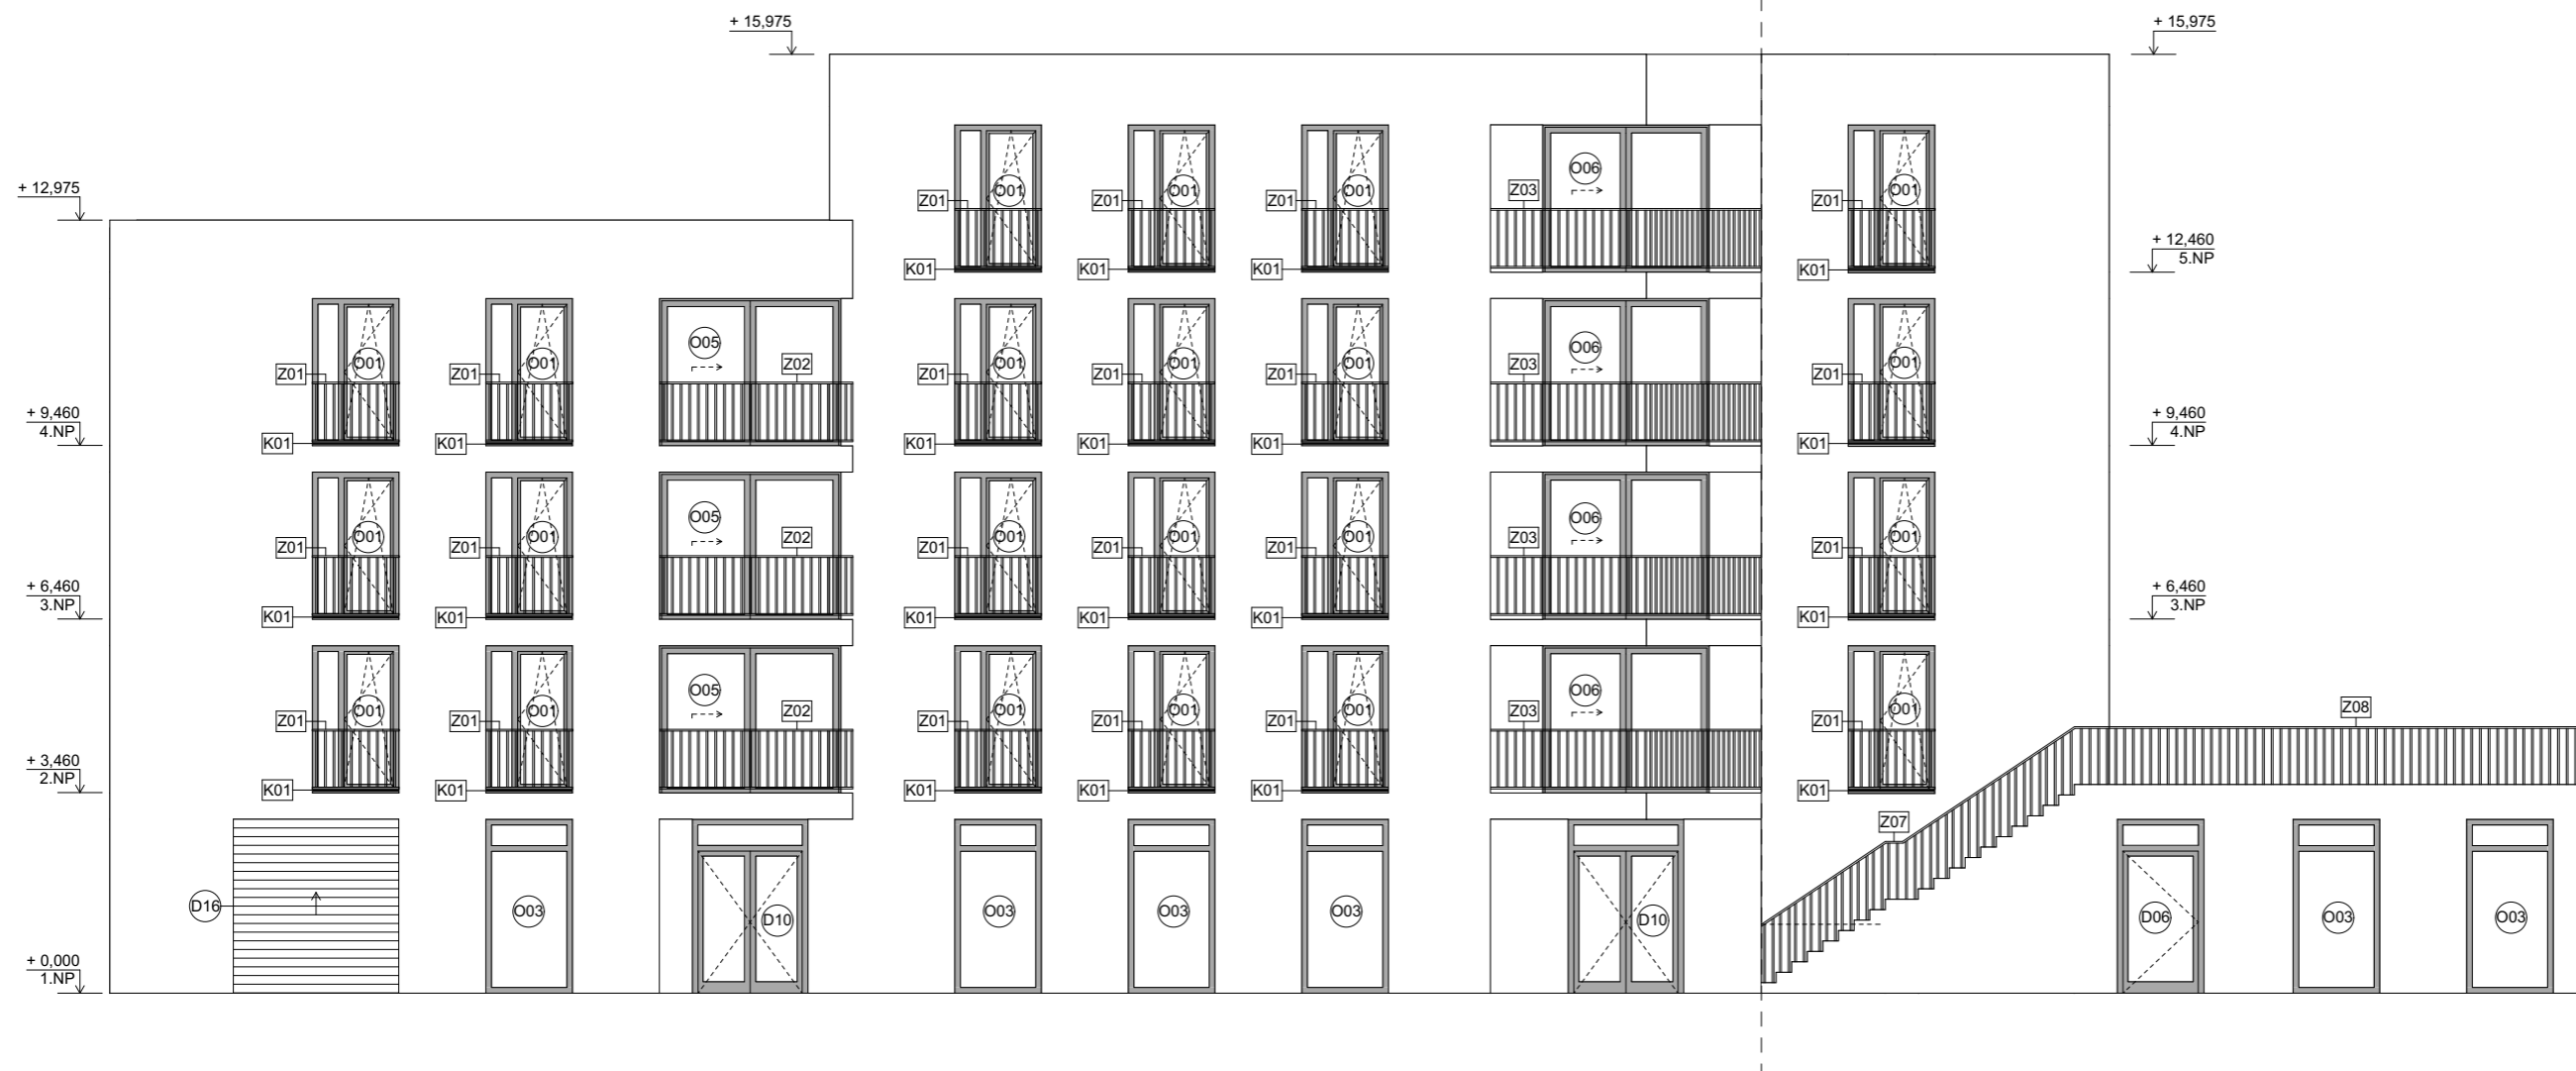 + 15,975
+ 15,975
+ 12,975
O01 O01 O01 O06 O01
Z01 Z01 Z01 Z03 Z01
K01 K01 K01 K01
+ 12,460
5.NP
O01 O01 O05 O01 O01 O01 O06 O01
Z01 Z01 Z02 Z01 Z01 Z01 Z03 Z01
K01 K01 K01 K01 K01 K01
+ 9,460
4.NP
+ 9,460
4.NP
O01 O01 O05 O01 O01 O01 O06 O01
Z01 Z01 Z02 Z01 Z01 Z01 Z03 Z01
K01 K01 K01 K01 K01 K01
+ 6,460
3.NP
+ 6,460
3.NP
O01 O01 O05 O01 O01 O01 O06 O01
Z01 Z01 Z02 Z01 Z01 Z01 Z03 Z01 Z08
K01 K01 K01 K01 K01 K01
+ 3,460
2.NP
Z07
D16 O03 D10 O03 O03 O03 D10 D06 O03 O03
+ 0,000
1.NP